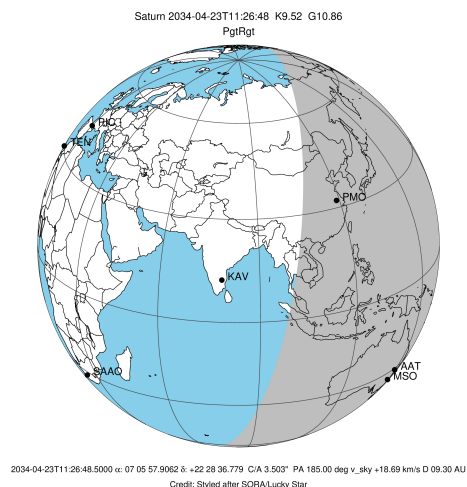 Saturn 2034-04-23T11:26:48 K9.52 G10.86
PgtRgt
PIC
TEN
PMO
KAV
SAAO
AAT
MSO
2034-04-23T11:26:48.5000 α: 07 05 57.9062 δ: +22 28 36.779 C/A 3.503" PA 185.00 deg v_sky +18.69 km/s D 09.30 AU
Credit: Styled after SORA/Lucky Star